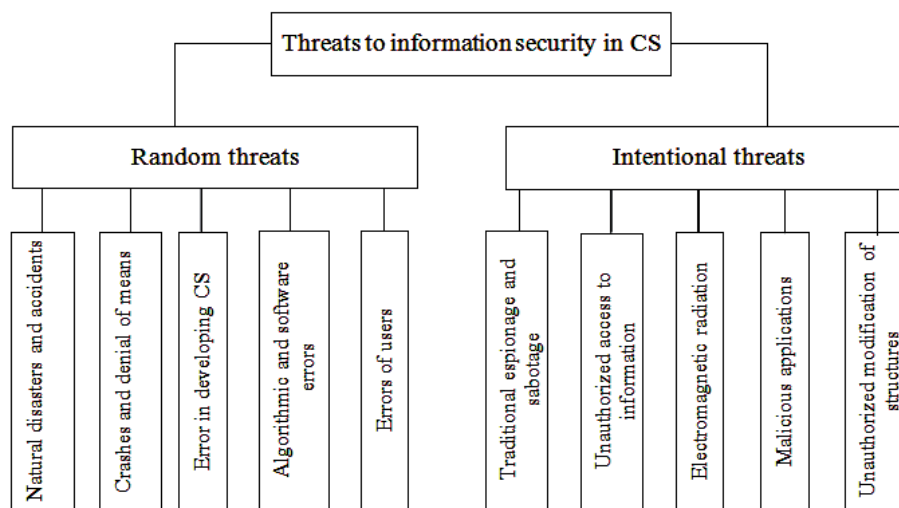 Threats to information security in CS
Random threats
Intentional threats
Natural disasters and accidents
Crashes and denial of means
Error in developing CS
Algorithmic and software
errors
Errors of users
Traditional espionage and
sabotage
Unauthorized access to
information
Electromagnetic radiation
Malicious applications
Unauthorized modification of
structures